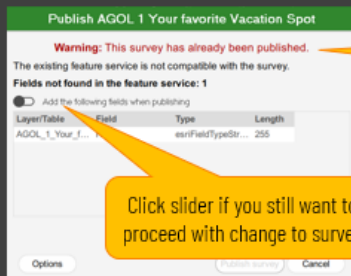 Publish AGOL 1 Your favorite Vacation Spot
Warning: This survey has already been published.
The existing feature service is not compatible with the survey.
Fields not found in the feature service: 1
Add the following fields when publishing
Layer/Table Field Type Length
AGOL_1_Your_f... esriFieldTypeStr... 255
Click slider if you still want to
proceed with change to surve
Options Publish survey Cancel